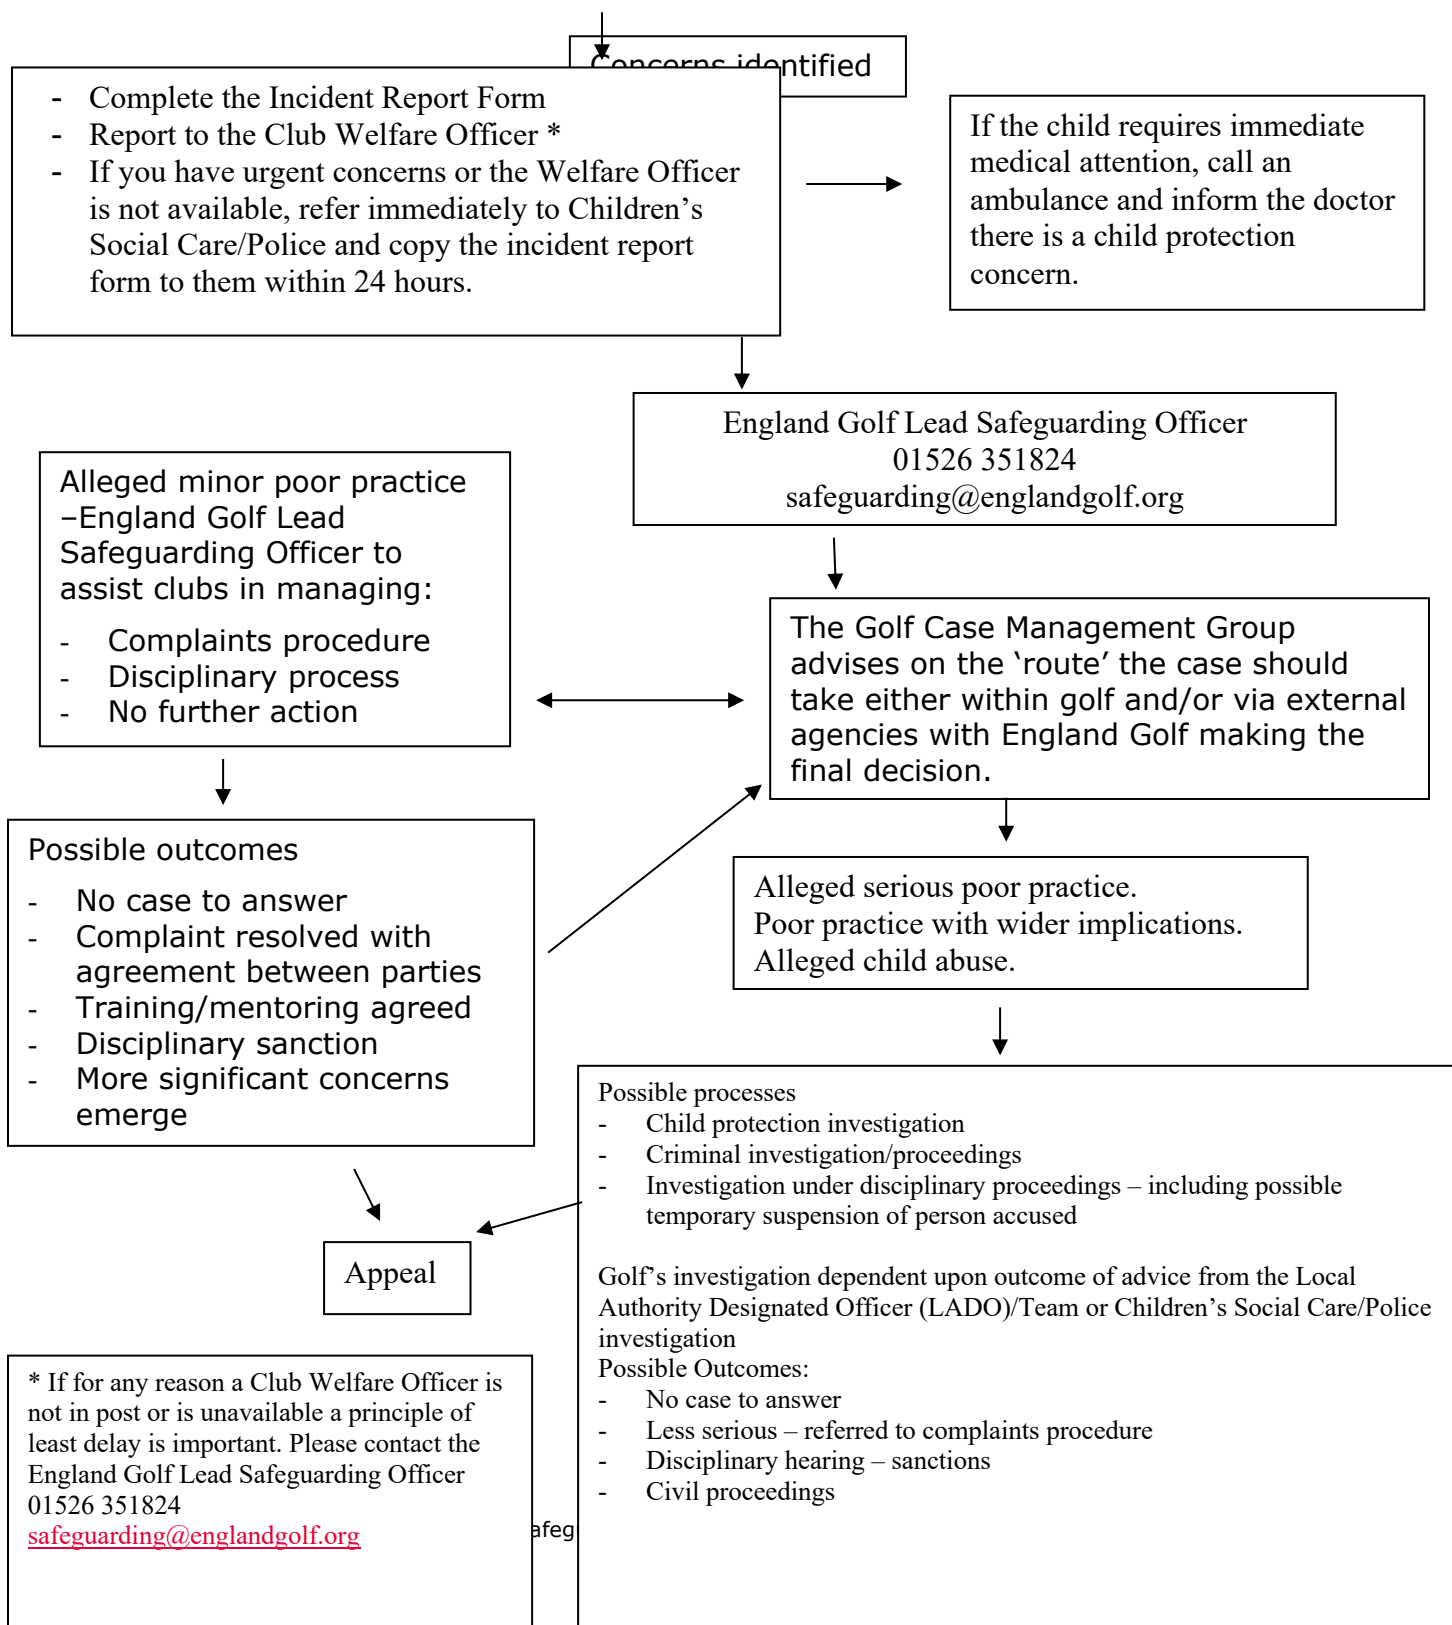 Concerns identified
- Complete the Incident Report Form
- Report to the Club Welfare Officer *
- If you have urgent concerns or the Welfare Officer
is not available, refer immediately to Children’s
Social Care/Police and copy the incident report
form to them within 24 hours.
If the child requires immediate
medical attention, call an
ambulance and inform the doctor
there is a child protection
concern.
England Golf Lead Safeguarding Officer
01526 351824
safeguarding@englandgolf.org
Alleged minor poor practice
–England Golf Lead
Safeguarding Officer to
assist clubs in managing:
- Complaints procedure
- Disciplinary process
- No further action
The Golf Case Management Group
advises on the ‘route’ the case should
take either within golf and/or via external
agencies with England Golf making the
final decision.
Possible outcomes
- No case to answer
- Complaint resolved with
agreement between parties
- Training/mentoring agreed
- Disciplinary sanction
- More significant concerns
emerge
Alleged serious poor practice.
Poor practice with wider implications.
Alleged child abuse.
Possible processes
- Child protection investigation
- Criminal investigation/proceedings
- Investigation under disciplinary proceedings – including possible
temporary suspension of person accused
Golf’s investigation dependent upon outcome of advice from the Local
Authority Designated Officer (LADO)/Team or Children’s Social Care/Police
investigation
Possible Outcomes:
- No case to answer
- Less serious – referred to complaints procedure
- Disciplinary hearing – sanctions
- Civil proceedings
Appeal
* If for any reason a Club Welfare Officer is
not in post or is unavailable a principle of
least delay is important. Please contact the
England Golf Lead Safeguarding Officer
01526 351824
safeguarding@englandgolf.org